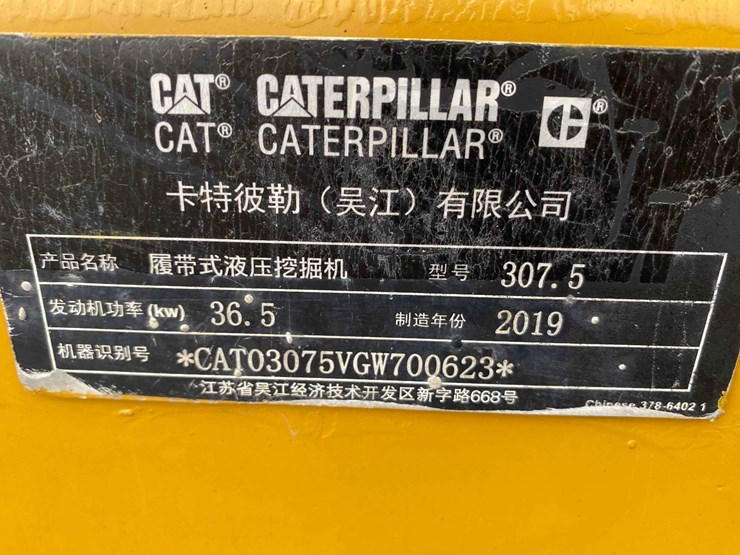 CAT® CATERPILLAR®
CAT® CATERPILLAR®
卡特彼勒（吴江）有限公司
产品名称 履带式液压挖掘机 型号 307.5
发动机功率(kw) 36.5 制造年份 2019
机器识别号 *CAT03075VGW700623*
江苏省吴江经济技术开发区新字路668号
Chinese 378-6402 1